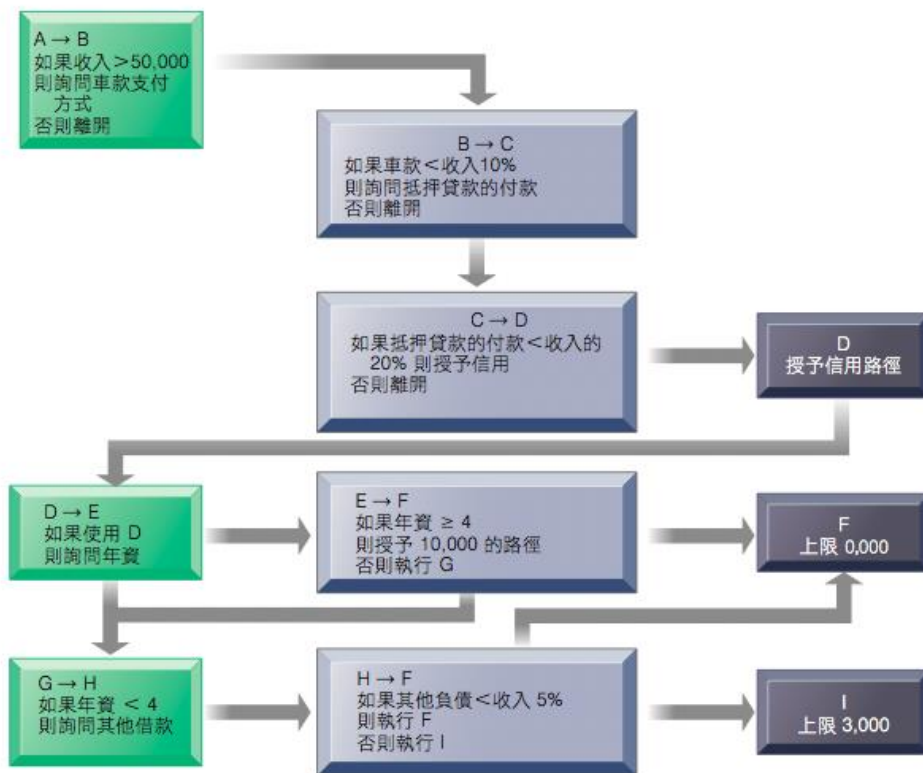 A → B
如果收入＞50,000
則詢問車款支付
方式
否則離開
B → C
如果車款＜收入10%
則詢問抵押貸款的付款
否則離開
C → D
如果抵押貸款的付款＜收入的
20% 則授予信用
否則離開
D
授予信用路徑
D → E
如果使用 D
則詢問年資
E → F
如果年資 ≥ 4
則授予 10,000 的路徑
否則執行 G
F
上限 0,000
G → H
如果年資 < 4
則詢問其他借款
H → F
如果其他負債＜收入 5%
則執行 F
否則執行 I
I
上限 3,000